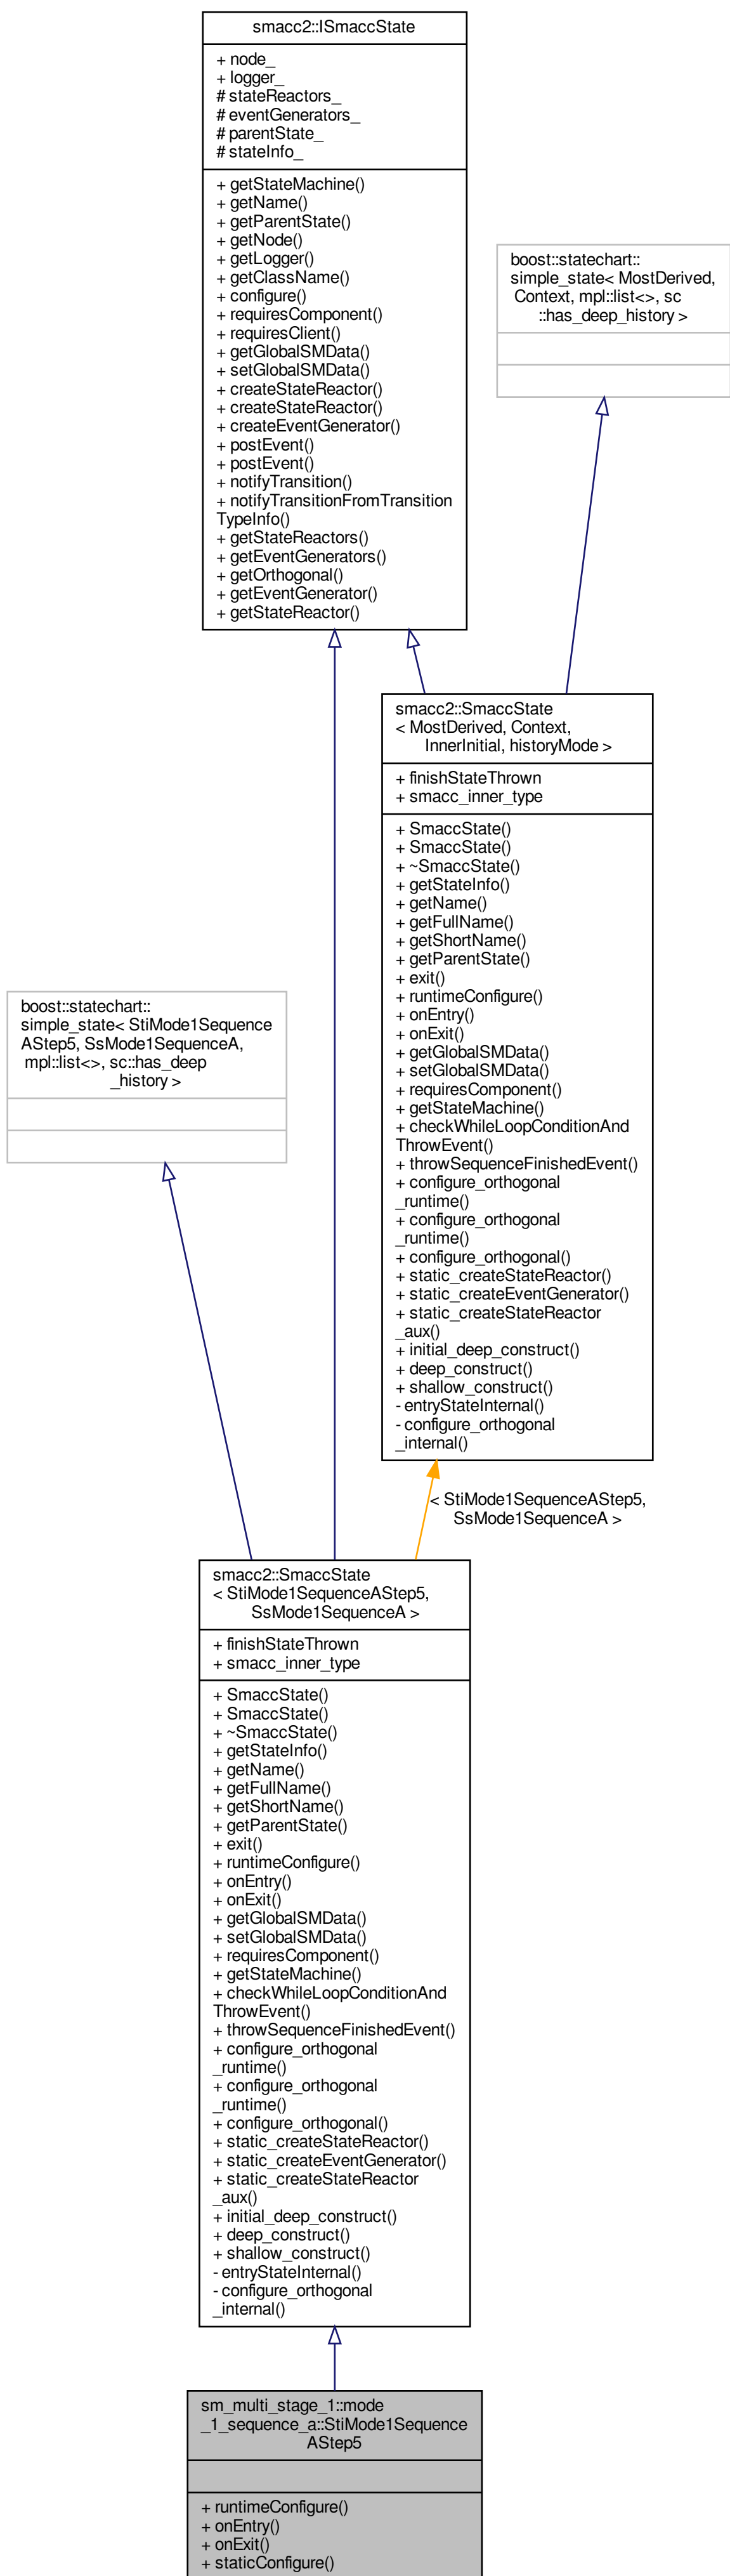 smacc2::ISmaccState
+ node_
+ logger_
# stateReactors_
# eventGenerators_
# parentState_
# stateInfo_
+ getStateMachine()
+ getName()
+ getParentState()
+ getNode()
+ getLogger()
+ getClassName()
+ configure()
+ requiresComponent()
+ requiresClient()
+ getGlobalSMData()
+ setGlobalSMData()
+ createStateReactor()
+ createStateReactor()
+ createEventGenerator()
+ postEvent()
+ postEvent()
+ notifyTransition()
+ notifyTransitionFromTransition
TypeInfo()
+ getStateReactors()
+ getEventGenerators()
+ getOrthogonal()
+ getEventGenerator()
+ getStateReactor()
boost::statechart::
simple_state< MostDerived,
Context, mpl::list<>, sc
::has_deep_history >
smacc2::SmaccState
< MostDerived, Context,
InnerInitial, historyMode >
+ finishStateThrown
+ smacc_inner_type
+ SmaccState()
+ SmaccState()
+ ~SmaccState()
+ getStateInfo()
+ getName()
+ getFullName()
+ getShortName()
+ getParentState()
+ exit()
+ runtimeConfigure()
+ onEntry()
+ onExit()
+ getGlobalSMData()
+ setGlobalSMData()
+ requiresComponent()
+ getStateMachine()
+ checkWhileLoopConditionAnd
ThrowEvent()
+ throwSequenceFinishedEvent()
+ configure_orthogonal
_runtime()
+ configure_orthogonal
_runtime()
+ configure_orthogonal()
+ static_createStateReactor()
+ static_createEventGenerator()
+ static_createStateReactor
_aux()
+ initial_deep_construct()
+ deep_construct()
+ shallow_construct()
- entryStateInternal()
- configure_orthogonal
_internal()
boost::statechart::
simple_state< StiMode1Sequence
AStep5, SsMode1SequenceA,
mpl::list<>, sc::has_deep
_history >
< StiMode1SequenceAStep5,
SsMode1SequenceA >
smacc2::SmaccState
< StiMode1SequenceAStep5,
SsMode1SequenceA >
+ finishStateThrown
+ smacc_inner_type
+ SmaccState()
+ SmaccState()
+ ~SmaccState()
+ getStateInfo()
+ getName()
+ getFullName()
+ getShortName()
+ getParentState()
+ exit()
+ runtimeConfigure()
+ onEntry()
+ onExit()
+ getGlobalSMData()
+ setGlobalSMData()
+ requiresComponent()
+ getStateMachine()
+ checkWhileLoopConditionAnd
ThrowEvent()
+ throwSequenceFinishedEvent()
+ configure_orthogonal
_runtime()
+ configure_orthogonal
_runtime()
+ configure_orthogonal()
+ static_createStateReactor()
+ static_createEventGenerator()
+ static_createStateReactor
_aux()
+ initial_deep_construct()
+ deep_construct()
+ shallow_construct()
- entryStateInternal()
- configure_orthogonal
_internal()
sm_multi_stage_1::mode
_1_sequence_a::StiMode1Sequence
AStep5
+ runtimeConfigure()
+ onEntry()
+ onExit()
+ staticConfigure()